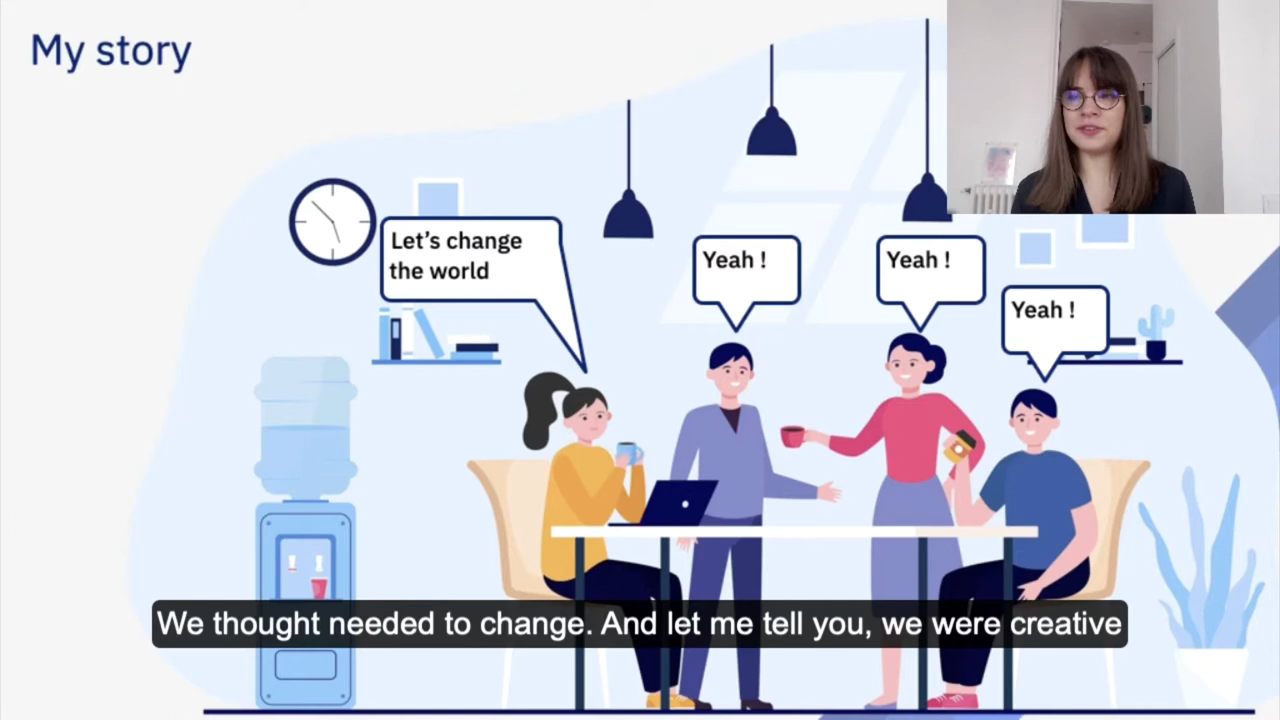 My story
Let’s change
the world
Yeah !
Yeah !
Yeah !
We thought needed to change. And let me tell you, we were creative